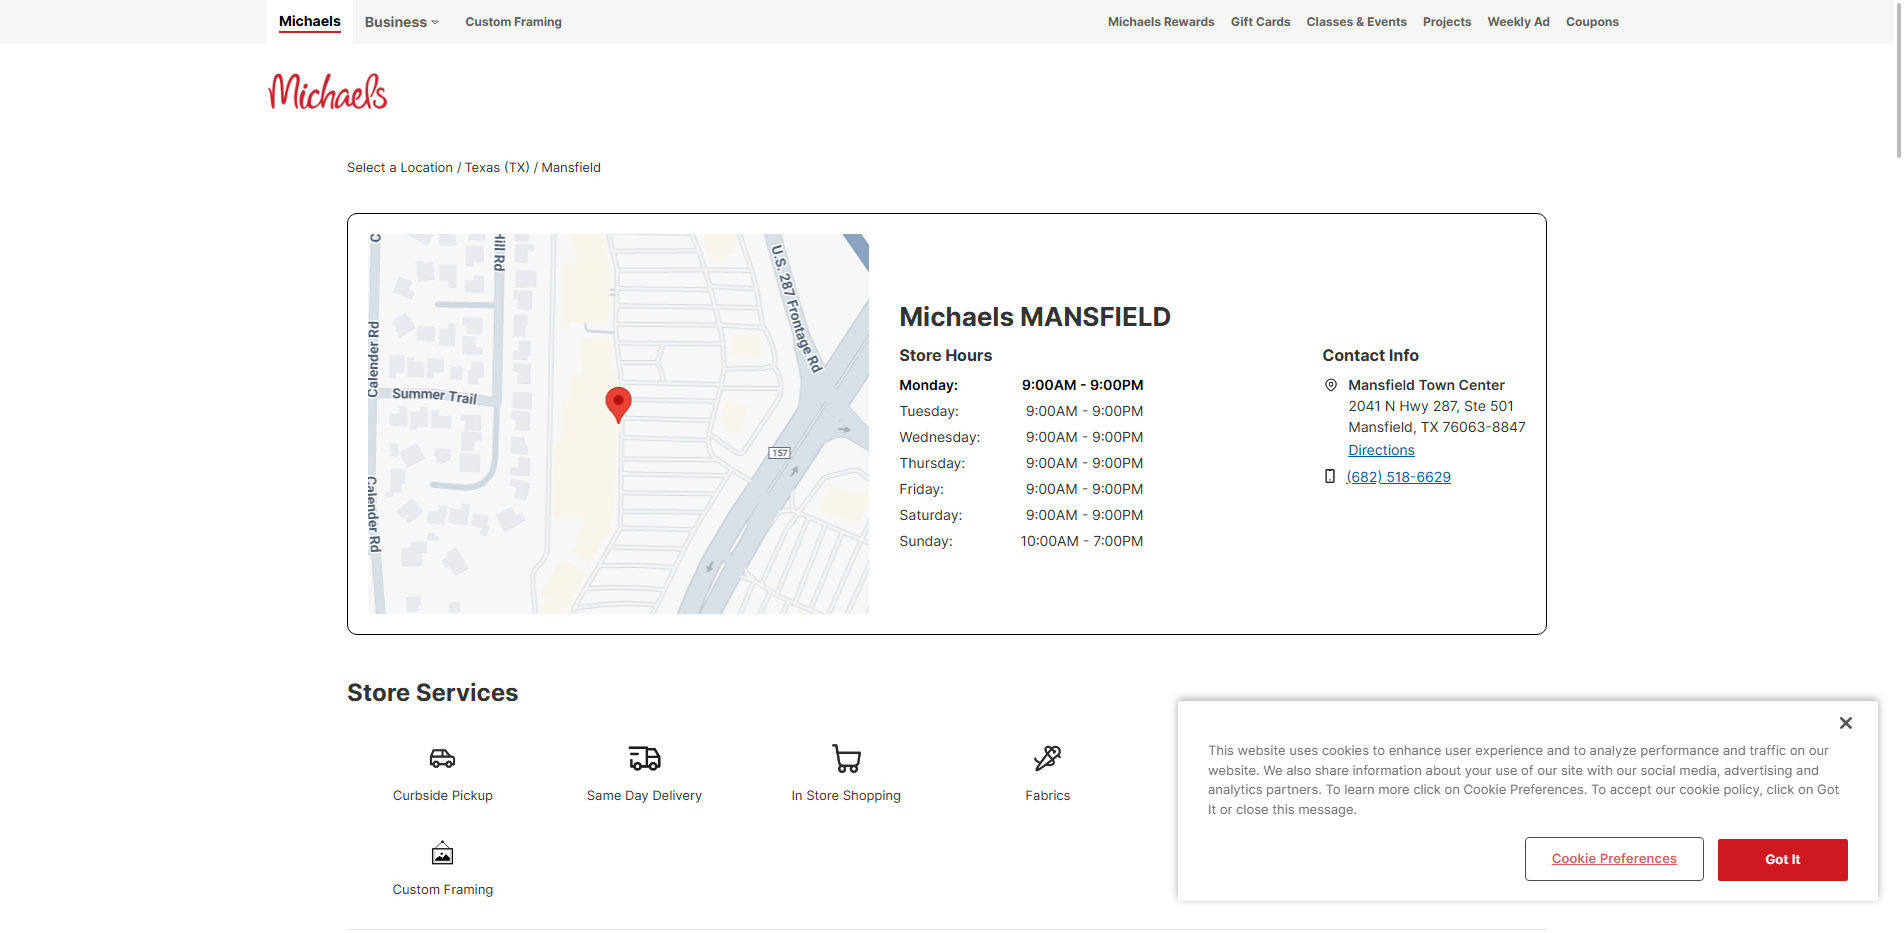 Michaels
Business
Custom Framing
Michaels Rewards
Gift Cards
Classes & Events
Projects
Weekly Ad
Coupons
Michaels
Select a Location / Texas (TX) / Mansfield
Hill Rd
U.S. 287 Frontage Rd
Calender Rd
Summer Trail
157
Calender Rd
Michaels MANSFIELD
Store Hours
Monday: 9:00AM - 9:00PM
Tuesday: 9:00AM - 9:00PM
Wednesday: 9:00AM - 9:00PM
Thursday: 9:00AM - 9:00PM
Friday: 9:00AM - 9:00PM
Saturday: 9:00AM - 9:00PM
Sunday: 10:00AM - 7:00PM
Contact Info
Mansfield Town Center
2041 N Hwy 287, Ste 501
Mansfield, TX 76063-8847
Directions
(682) 518-6629
Store Services
Curbside Pickup
Same Day Delivery
In Store Shopping
Fabrics
Custom Framing
This website uses cookies to enhance user experience and to analyze performance and traffic on our
website. We also share information about your use of our site with our social media, advertising and
analytics partners. To learn more click on Cookie Preferences. To accept our cookie policy, click on Got
It or close this message.
Cookie Preferences
Got It